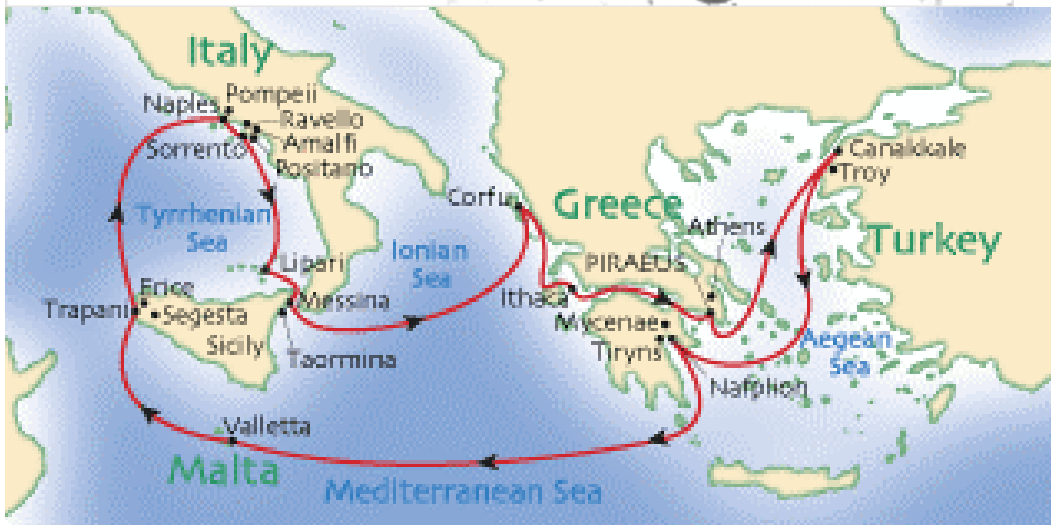 Italy
Pompeii
Naples
Ravello
Amalfi
Sorrento
Positano
Canakkale
Troy
Corfu
Greece
Athens
Tyrrhenian
Sea
Turkey
Ionian
Sea
Lipari
PIRAEUS
Erice
Messina
Ithaca
Trapani
Segesta
Mycenae
Sicily
Taormina
Tiryns
Aegean
Sea
Nafplion
Valletta
Malta
Mediterranean Sea